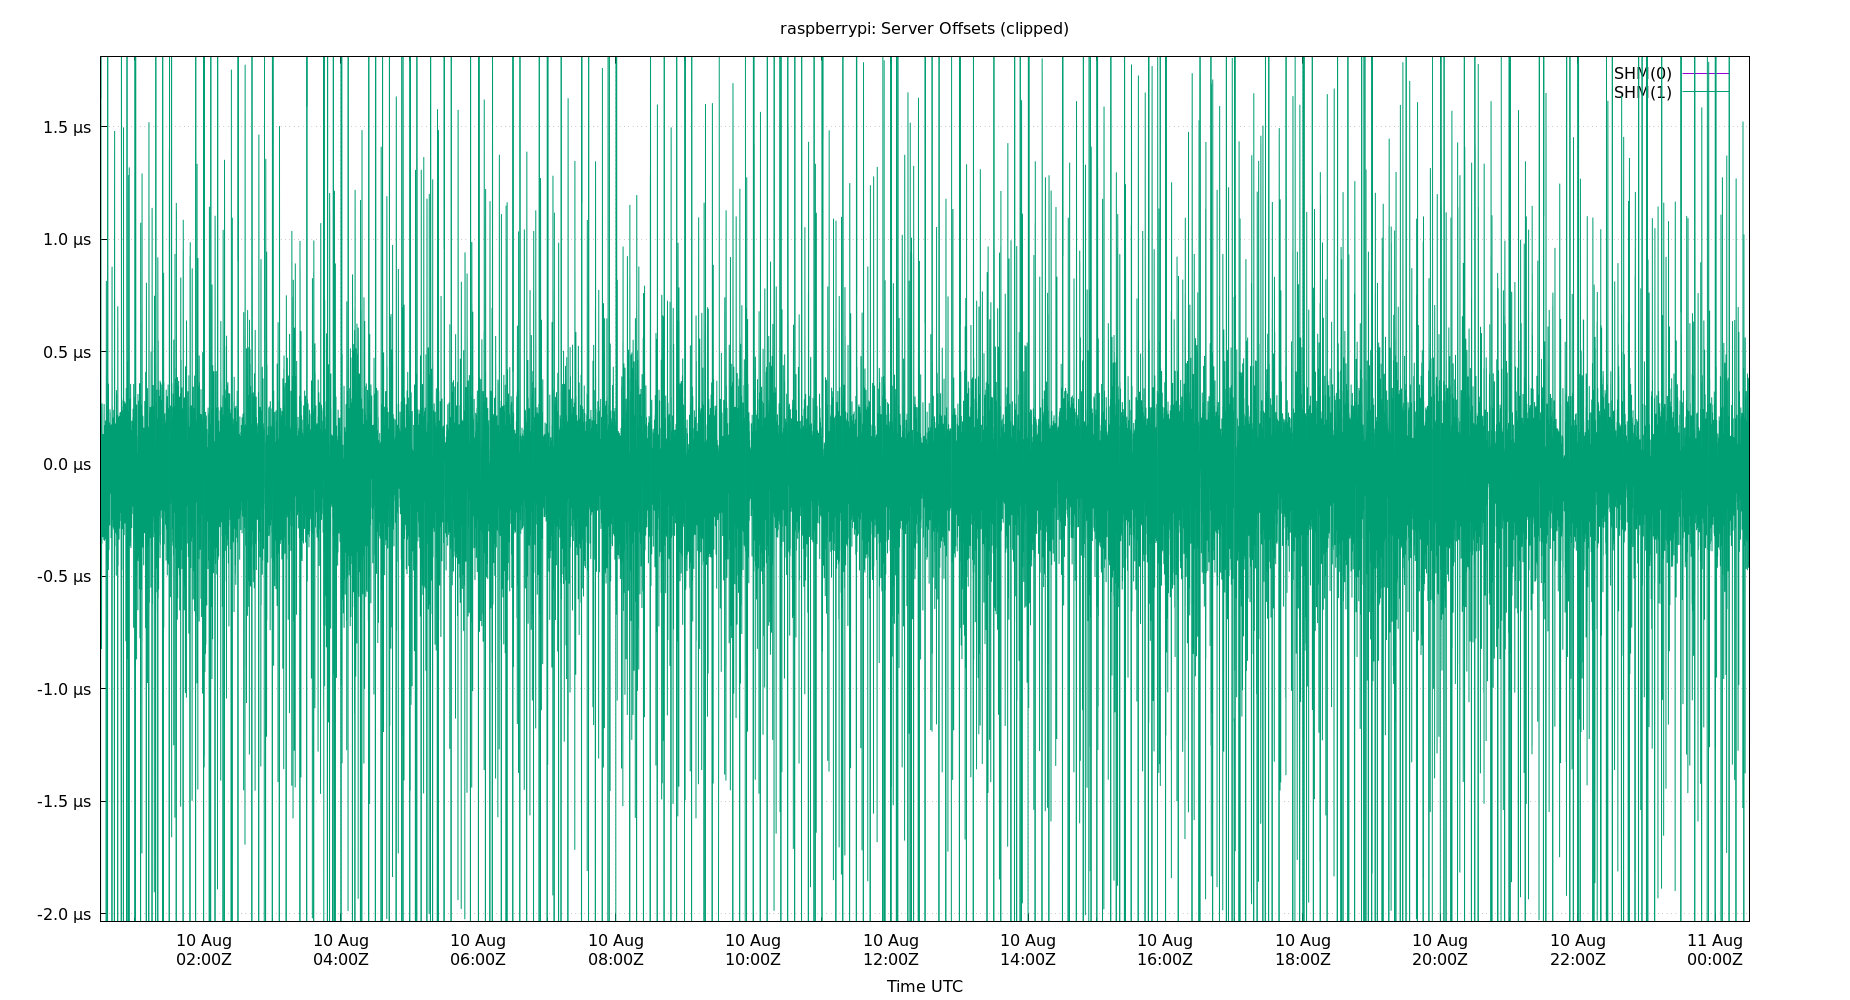 raspberrypi: Server Offsets (clipped)
SHM(0)
SHM(1)
1.5 µs
1.0 µs
0.5 µs
0.0 µs
-0.5 µs
-1.0 µs
-1.5 µs
-2.0 µs
10 Aug 10 Aug 10 Aug 10 Aug 10 Aug 10 Aug 10 Aug 10 Aug 10 Aug 10 Aug 10 Aug 11 Aug
02:00Z 04:00Z 06:00Z 08:00Z 10:00Z 12:00Z 14:00Z 16:00Z 18:00Z 20:00Z 22:00Z 00:00Z
Time UTC